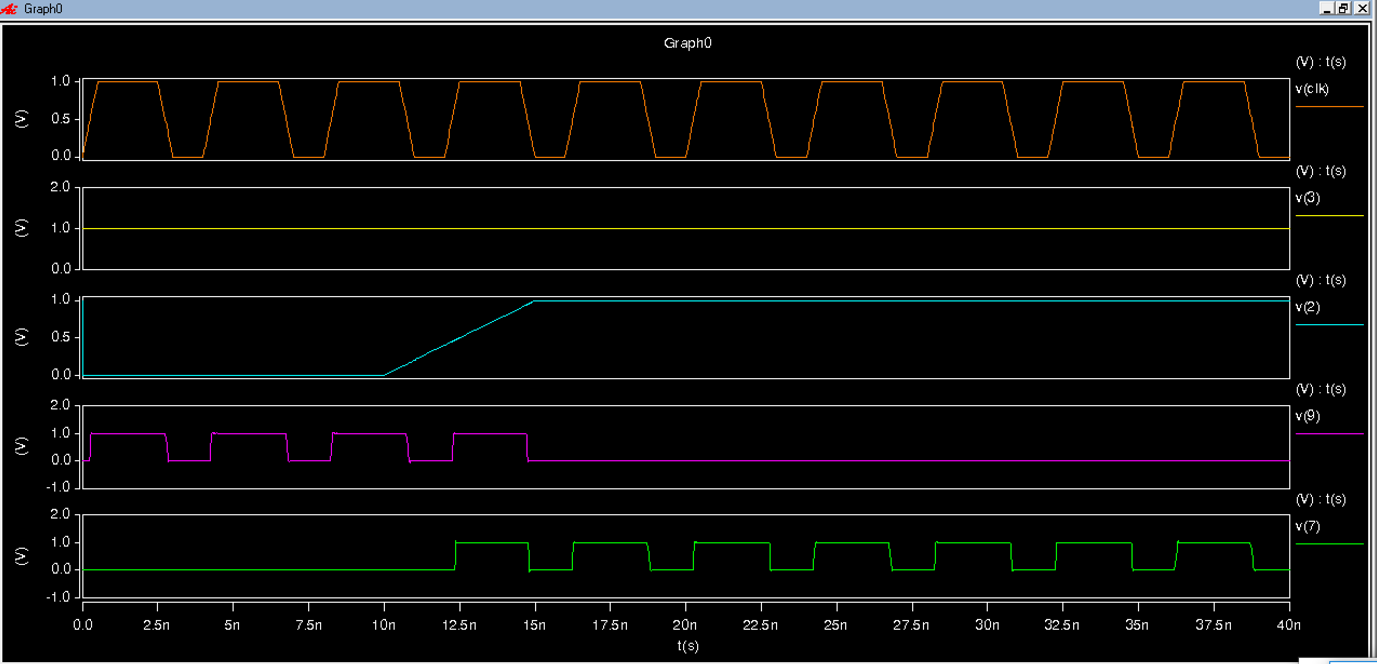 Graph0
Graph0
(V) : t(s)
v(clk)
1.0
0.5
0.0
(V)
(V) : t(s)
v(3)
2.0
1.0
0.0
(V)
(V) : t(s)
v(2)
1.0
0.5
0.0
(V)
(V) : t(s)
v(9)
2.0
1.0
0.0
-1.0
(V)
(V) : t(s)
v(7)
2.0
1.0
0.0
-1.0
(V)
0.0 2.5n 5n 7.5n 10n 12.5n 15n 17.5n 20n 22.5n 25n 27.5n 30n 32.5n 35n 37.5n 40n
t(s)